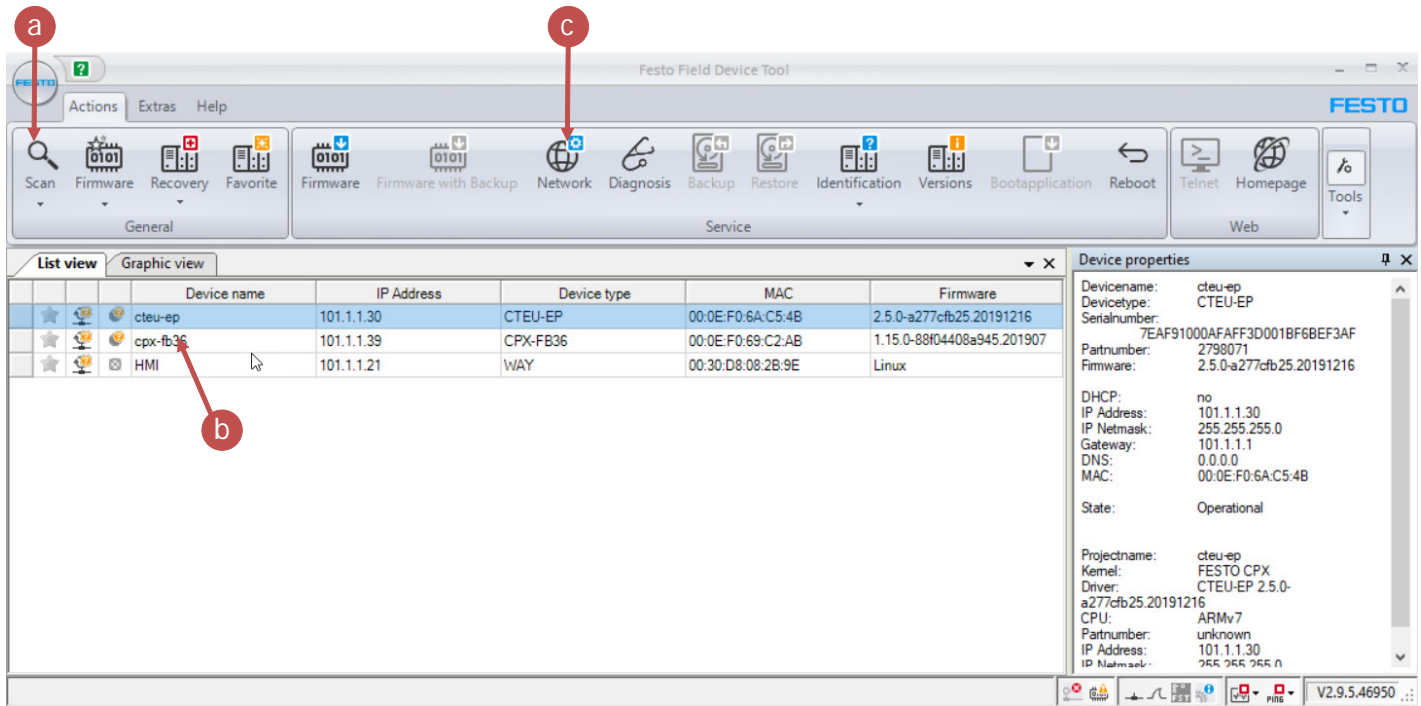 a
c
?
FESTO
Festo Field Device Tool
Actions Extras Help
FESTO
Scan Firmware Recovery Favorite
General
Firmware Firmware with Backup Network Diagnosis Backup Restore Identification Versions Bootapplication Reboot
Service
Telnet Homepage
Web
Tools
List view Graphic view
Device name IP Address Device type MAC Firmware
cteu-ep 101.1.1.30 CTEU-EP 00:0E:F0:6A:C5:4B 2.5.0-a277cfb25.20191216
cpx-fb36 101.1.1.39 CPX-FB36 00:0E:F0:69:C2:AB 1.15.0-88f04408a945.201907
HMI 101.1.1.21 WAY 00:30:D8:08:2B:9E Linux
b
Device properties
Devicename: cteu-ep
Devicetype: CTEU-EP
Serialnumber:
7EAF91000AFAFF3D001BF6BEF3AF
Partnumber: 2798071
Firmware: 2.5.0-a277cfb25.20191216
DHCP: no
IP Address: 101.1.1.30
IP Netmask: 255.255.255.0
Gateway: 101.1.1.1
DNS: 0.0.0.0
MAC: 00:0E:F0:6A:C5:4B
State: Operational
Projectname: cteu-ep
Kernel: FESTO CPX
Driver: CTEU-EP 2.5.0-
a277cfb25.20191216
CPU: ARMv7
Partnumber: unknown
IP Address: 101.1.1.30
IP Netmask: 255.255.255.0
PING
V2.9.5.46950